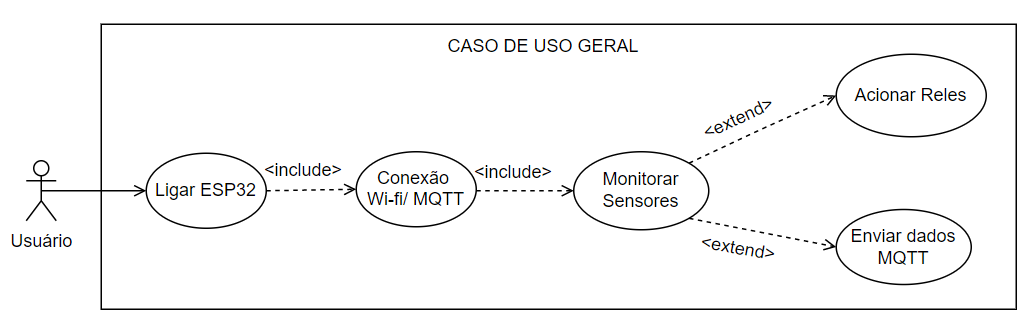 CASO DE USO GERAL
Usuário
Ligar ESP32
<include>
Conexão
Wi-fi/ MQTT
<include>
Monitorar
Sensores
<extend>
Acionar Reles
<extend>
Enviar dados
MQTT